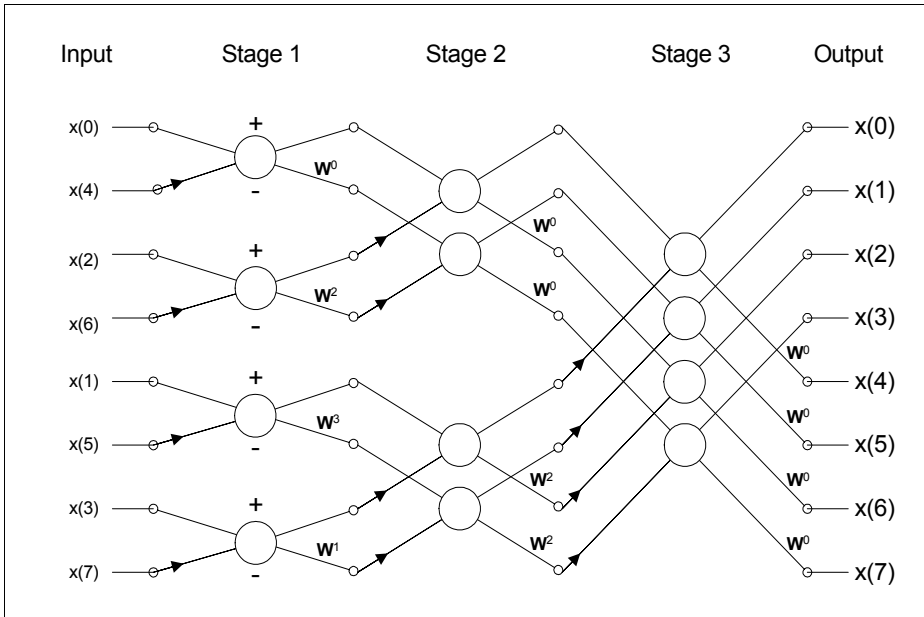 Input Stage 1 Stage 2 Stage 3 Output
x(0) + x(0)
W⁰
x(4) - x(1)
W⁰
x(2) + x(2)
W² W⁰
x(6) - x(3)
W⁰
x(1) + x(4)
W³ W⁰
x(5) - x(5)
W² W⁰
x(3) + x(6)
W¹ W² W⁰
x(7) - x(7)